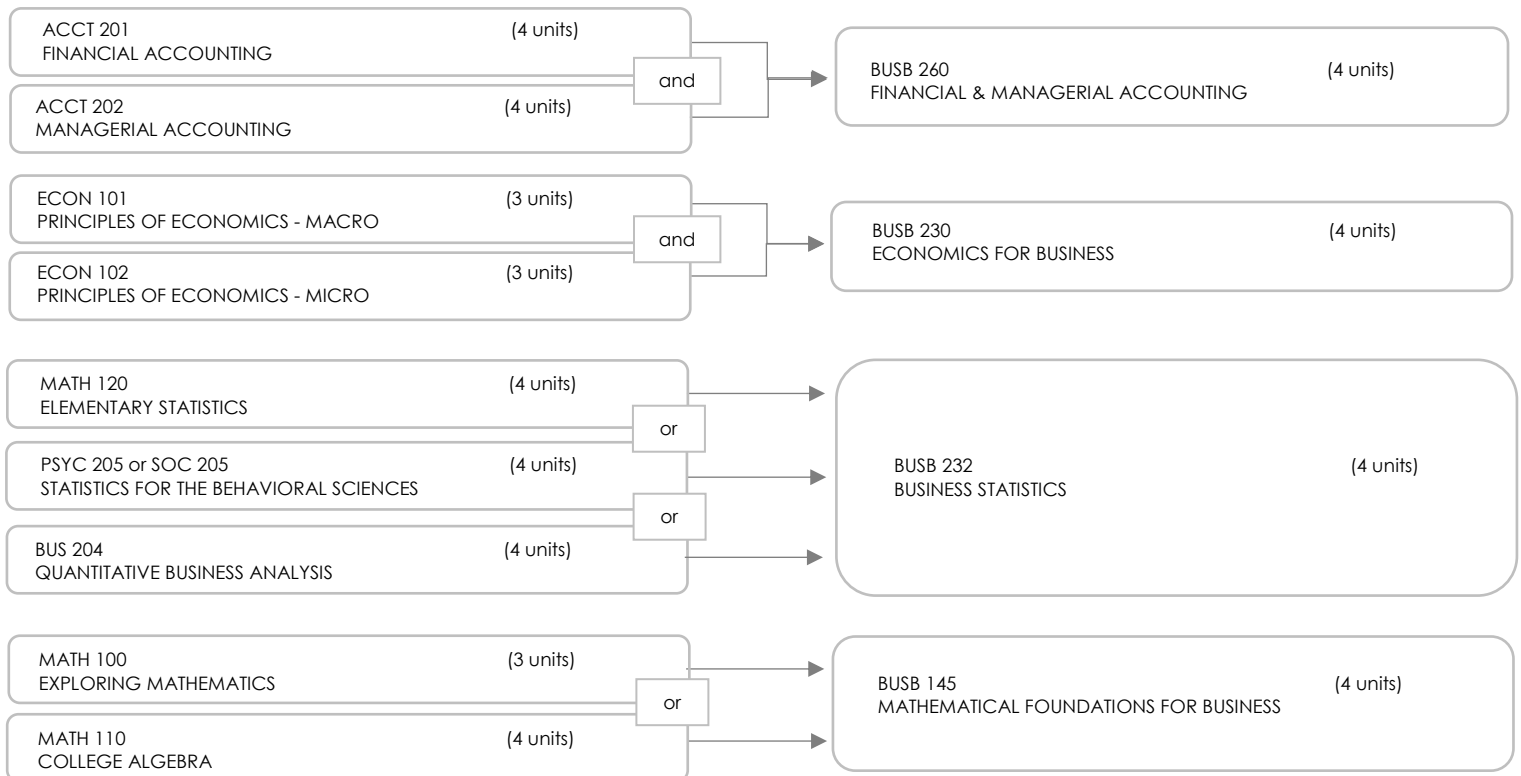 ACCT 201 (4 units)
FINANCIAL ACCOUNTING
and
ACCT 202 (4 units)
MANAGERIAL ACCOUNTING
BUSB 260 (4 units)
FINANCIAL & MANAGERIAL ACCOUNTING
ECON 101 (3 units)
PRINCIPLES OF ECONOMICS - MACRO
and
ECON 102 (3 units)
PRINCIPLES OF ECONOMICS - MICRO
BUSB 230 (4 units)
ECONOMICS FOR BUSINESS
MATH 120 (4 units)
ELEMENTARY STATISTICS
or
PSYC 205 or SOC 205 (4 units)
STATISTICS FOR THE BEHAVIORAL SCIENCES
or
BUS 204 (4 units)
QUANTITATIVE BUSINESS ANALYSIS
BUSB 232 (4 units)
BUSINESS STATISTICS
MATH 100 (3 units)
EXPLORING MATHEMATICS
or
MATH 110 (4 units)
COLLEGE ALGEBRA
BUSB 145 (4 units)
MATHEMATICAL FOUNDATIONS FOR BUSINESS